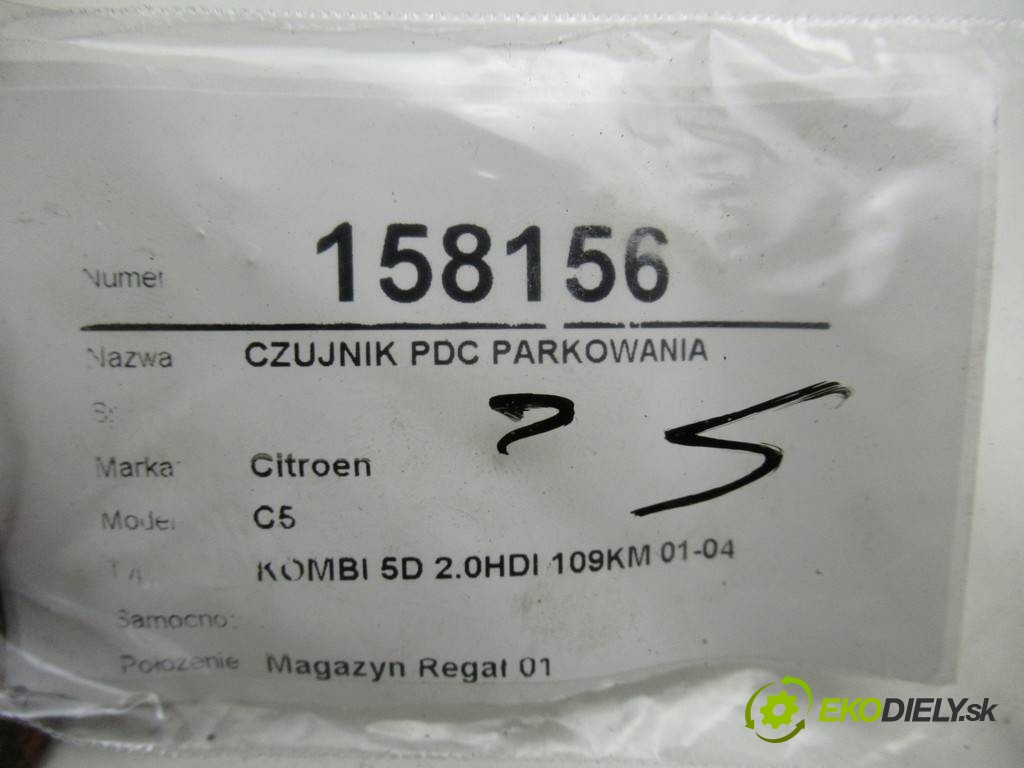 Numer 158156
Nazwa CZUJNIK PDC PARKOWANIA
Marka Citroen
Model C5
KOMBI 5D 2.0HDI 109KM 01-04
Samocho
Położenie Magazyn Regał 01
EKODIELY.sk